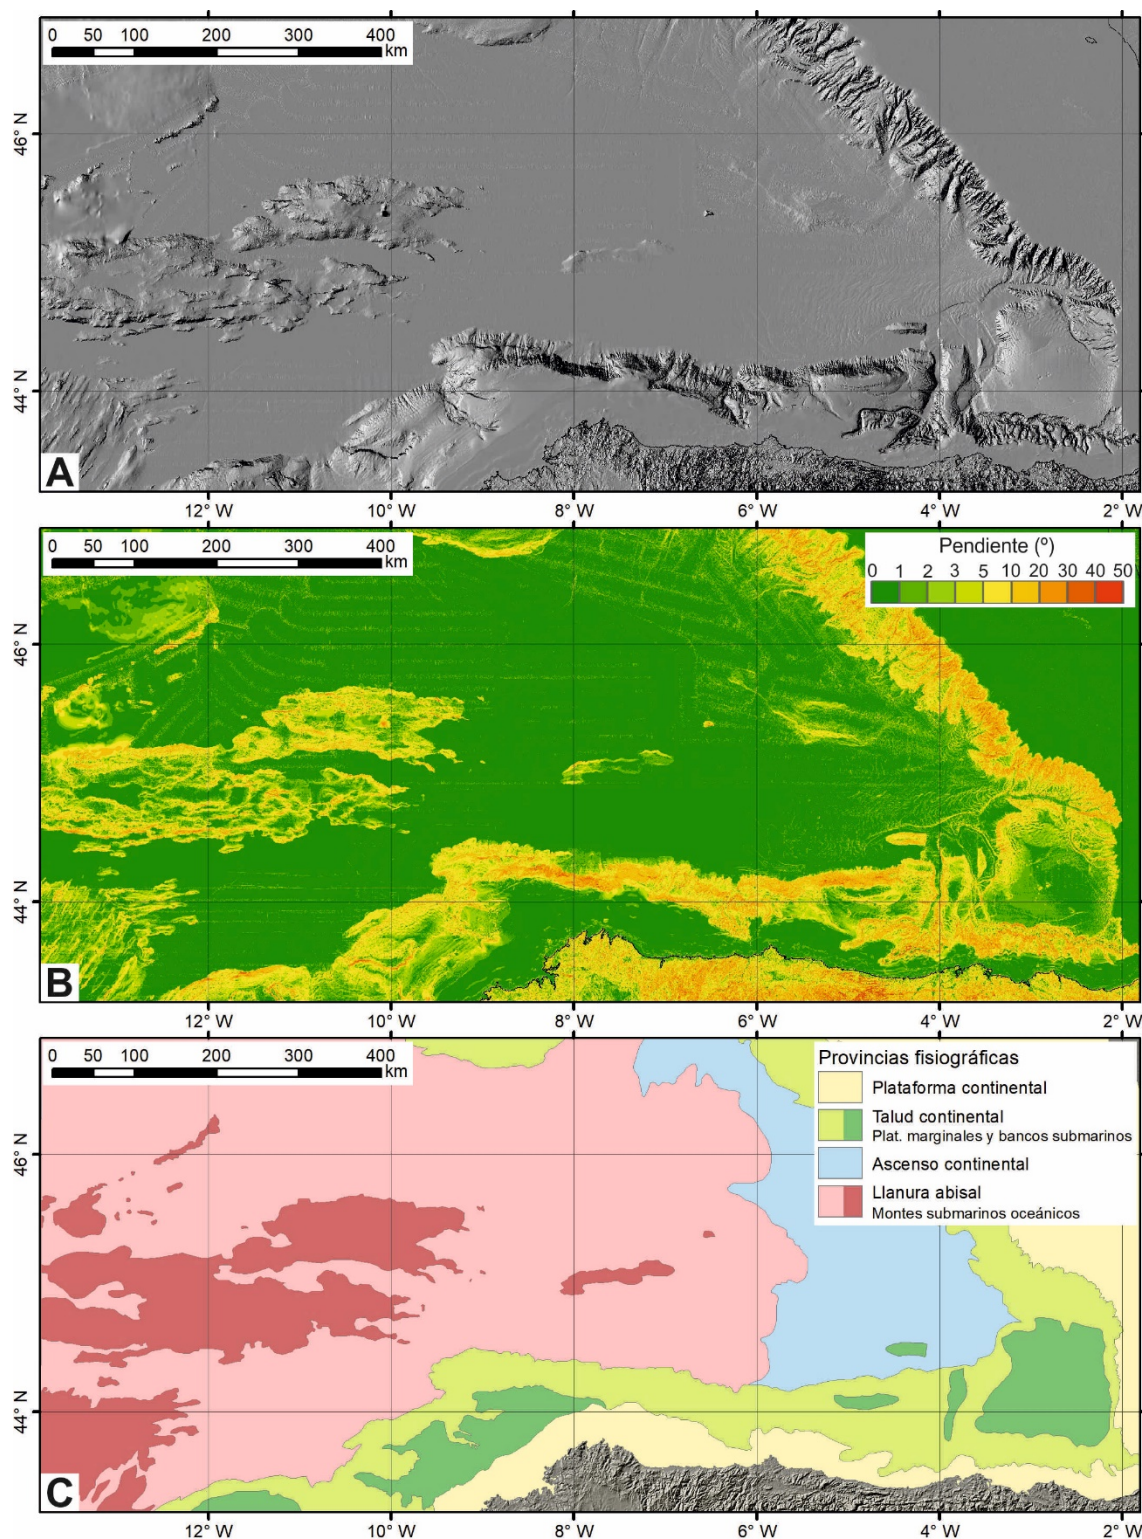 0 50 100 200 300 400
km
46° N
44° N
A
12° W 10° W 8° W 6° W 4° W 2° W
0 50 100 200 300 400
km
Pendiente (º)
0 1 2 3 5 10 20 30 40 50
46° N
44° N
B
12° W 10° W 8° W 6° W 4° W 2° W
0 50 100 200 300 400
km
Provincias fisiográficas
Plataforma continental
Talud continental
Plat. marginales y bancos submarinos
Ascenso continental
Llanura abisal
Montes submarinos oceánicos
46° N
44° N
C
12° W 10° W 8° W 6° W 4° W 2° W